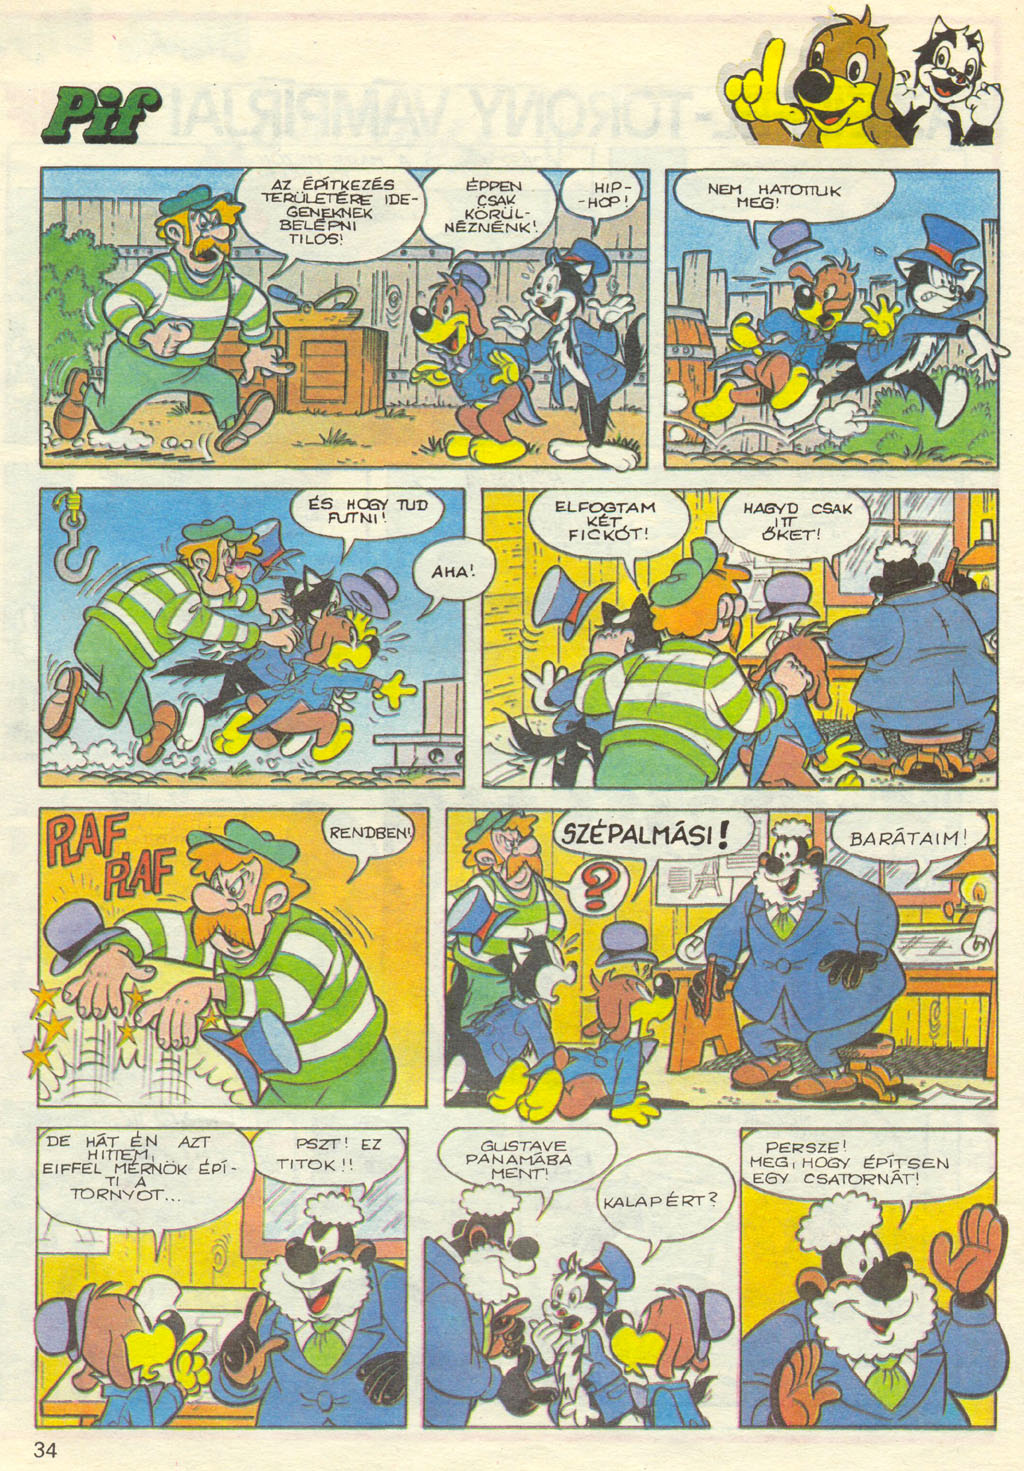 Pif
AZ ÉPÍTKEZÉS
TERÜLETÉRE IDE-
GENEKNEK
BELÉPNI
TILOS!
ÉPPEN
CSAK
KÖRÜL-
NÉZNÉNK!
HIP-
-HOP!
NEM HATOTTUK
MEG!
ÉS HOGY TUD
FUTNI!
AHA!
ELFOGTAM
KÉT
FICKÓT!
HAGYD CSAK
ITT
ŐKET!
PLAF
PLAF
RENDBEN!
SZÉPALMÁSI!
?
BARÁTAIM!
DE HÁT ÉN AZT
HITTEM,
EIFFEL MÉRNÖK ÉPÍ-
TI A
TORNYOT...
PSZT! EZ
TITOK!!
GUSTAVE
PANAMÁBA
MENT!
KALAPÉRT?
PERSZE!
MEG, HOGY ÉPÍTSEN
EGY CSATORNÁT!
34